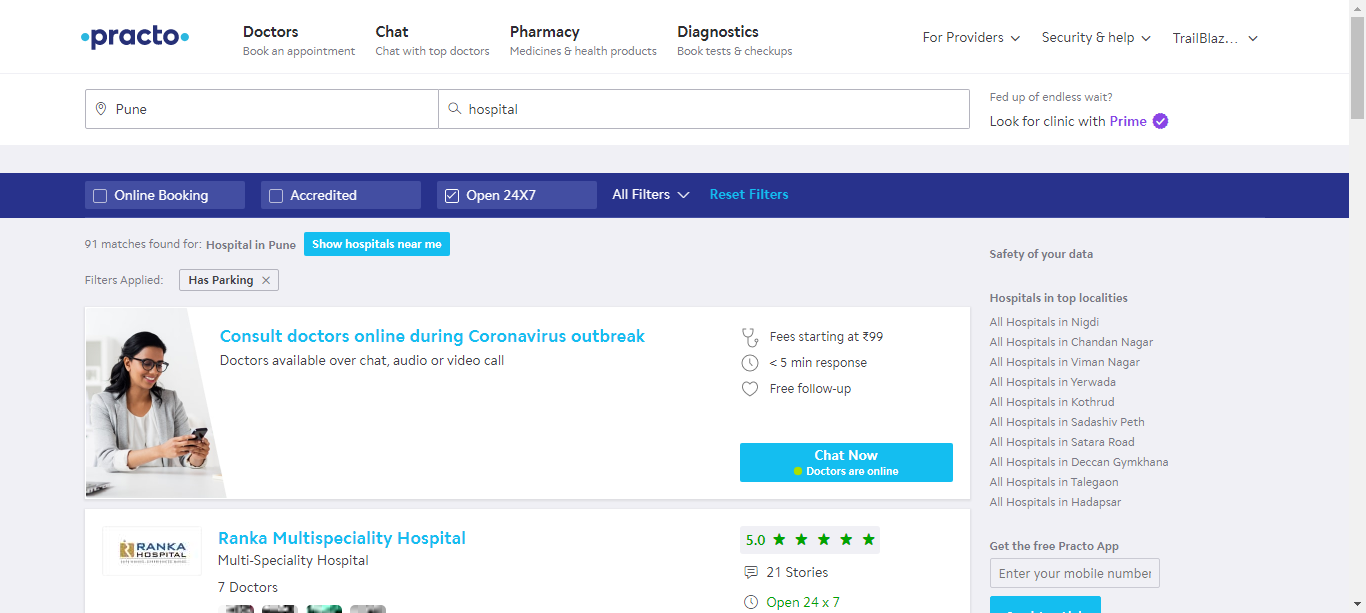 practo
Doctors
Book an appointment
Chat
Chat with top doctors
Pharmacy
Medicines & health products
Diagnostics
Book tests & checkups
For Providers
Security & help
TrailBlaz...
Pune
hospital
Fed up of endless wait?
Look for clinic with Prime
Online Booking
Accredited
Open 24X7
All Filters
Reset Filters
91 matches found for: Hospital in Pune
Show hospitals near me
Filters Applied:
Has Parking
Consult doctors online during Coronavirus outbreak
Doctors available over chat, audio or video call
Fees starting at ₹99
< 5 min response
Free follow-up
Chat Now
Doctors are online
RANKA
HOSPITAL
Ranka Multispeciality Hospital
Multi-Speciality Hospital
7 Doctors
5.0
21 Stories
Open 24 x 7
Safety of your data
Hospitals in top localities
All Hospitals in Nigdi
All Hospitals in Chandan Nagar
All Hospitals in Viman Nagar
All Hospitals in Yerwada
All Hospitals in Kothrud
All Hospitals in Sadashiv Peth
All Hospitals in Satara Road
All Hospitals in Deccan Gymkhana
All Hospitals in Talegaon
All Hospitals in Hadapsar
Get the free Practo App
Enter your mobile number